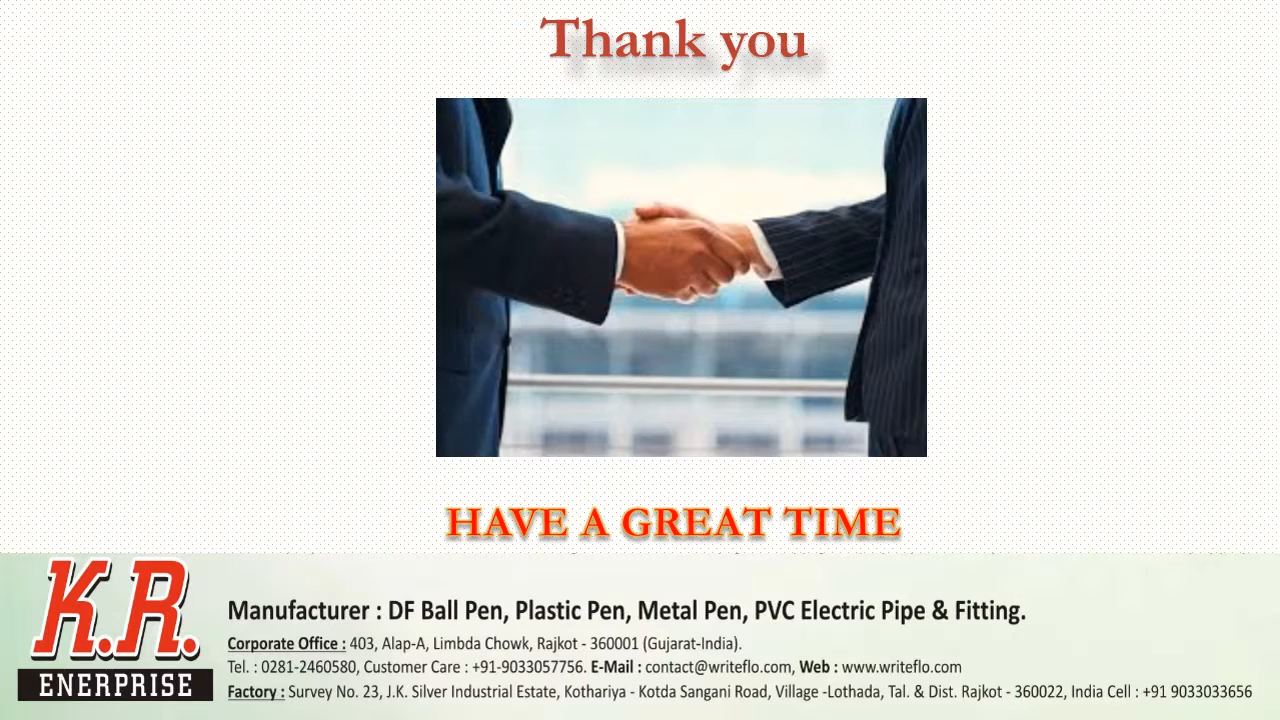 Thank you
HAVE A GREAT TIME
K.R.
ENERPRISE
Manufacturer : DF Ball Pen, Plastic Pen, Metal Pen, PVC Electric Pipe & Fitting.
Corporate Office : 403, Alap-A, Limbda Chowk, Rajkot - 360001 (Gujarat-India).
Tel. : 0281-2460580, Customer Care : +91-9033057756. E-Mail : contact@writeflo.com, Web : www.writeflo.com
Factory : Survey No. 23, J.K. Silver Industrial Estate, Kothariya - Kotda Sangani Road, Village -Lothada, Tal. & Dist. Rajkot - 360022, India Cell : +91 9033033656